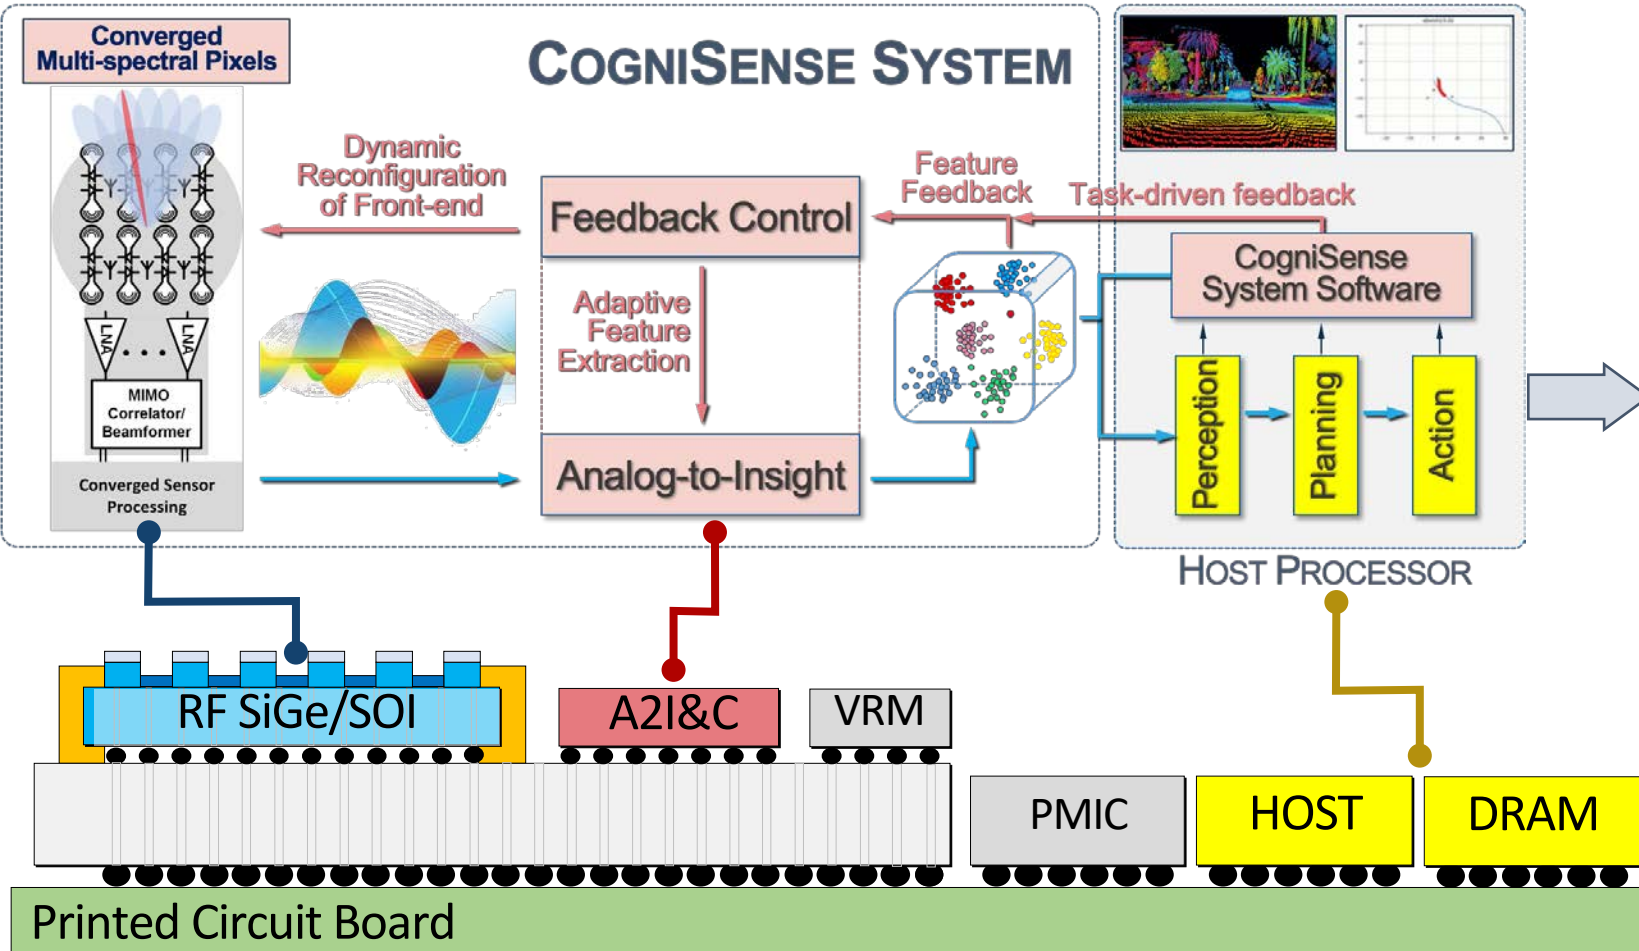 Converged
Multi-spectral Pixels
COGNISENSE SYSTEM
Dynamic
Reconfiguration
of Front-end
Feedback Control
Feature
Feedback
Task-driven feedback
CogniSense
System Software
Adaptive
Feature
Extraction
LNA
LNA
MIMO
Correlator/
Beamformer
Converged Sensor
Processing
Analog-to-Insight
Perception
Planning
Action
HOST PROCESSOR
RF SiGe/SOI
A2I&C
VRM
PMIC
HOST
DRAM
Printed Circuit Board